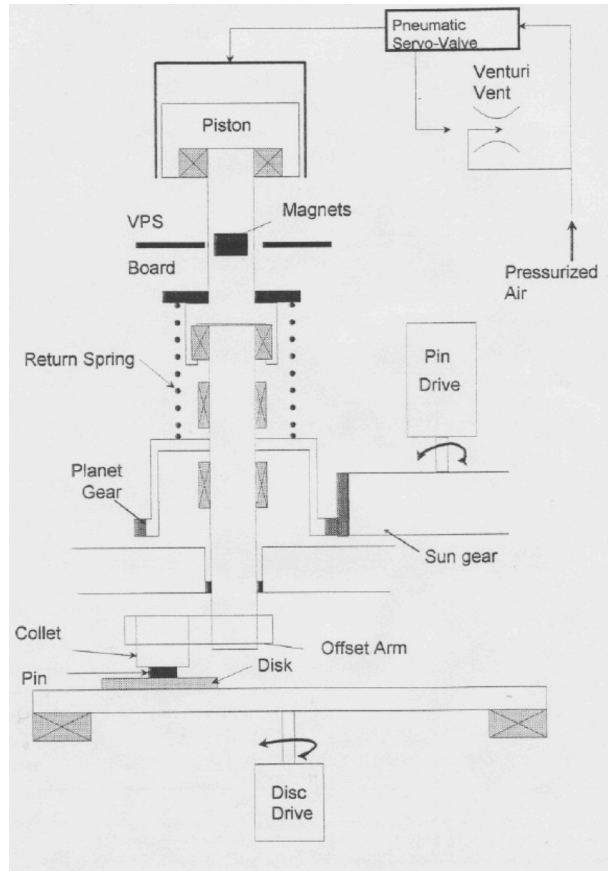 Pneumatic
Servo-Valve
Venturi
Vent
Piston
Magnets
VPS
Board
Pressurized
Air
Return Spring
Pin
Drive
Planet
Gear
Sun gear
Collet
Offset Arm
Pin
Disk
Disc
Drive